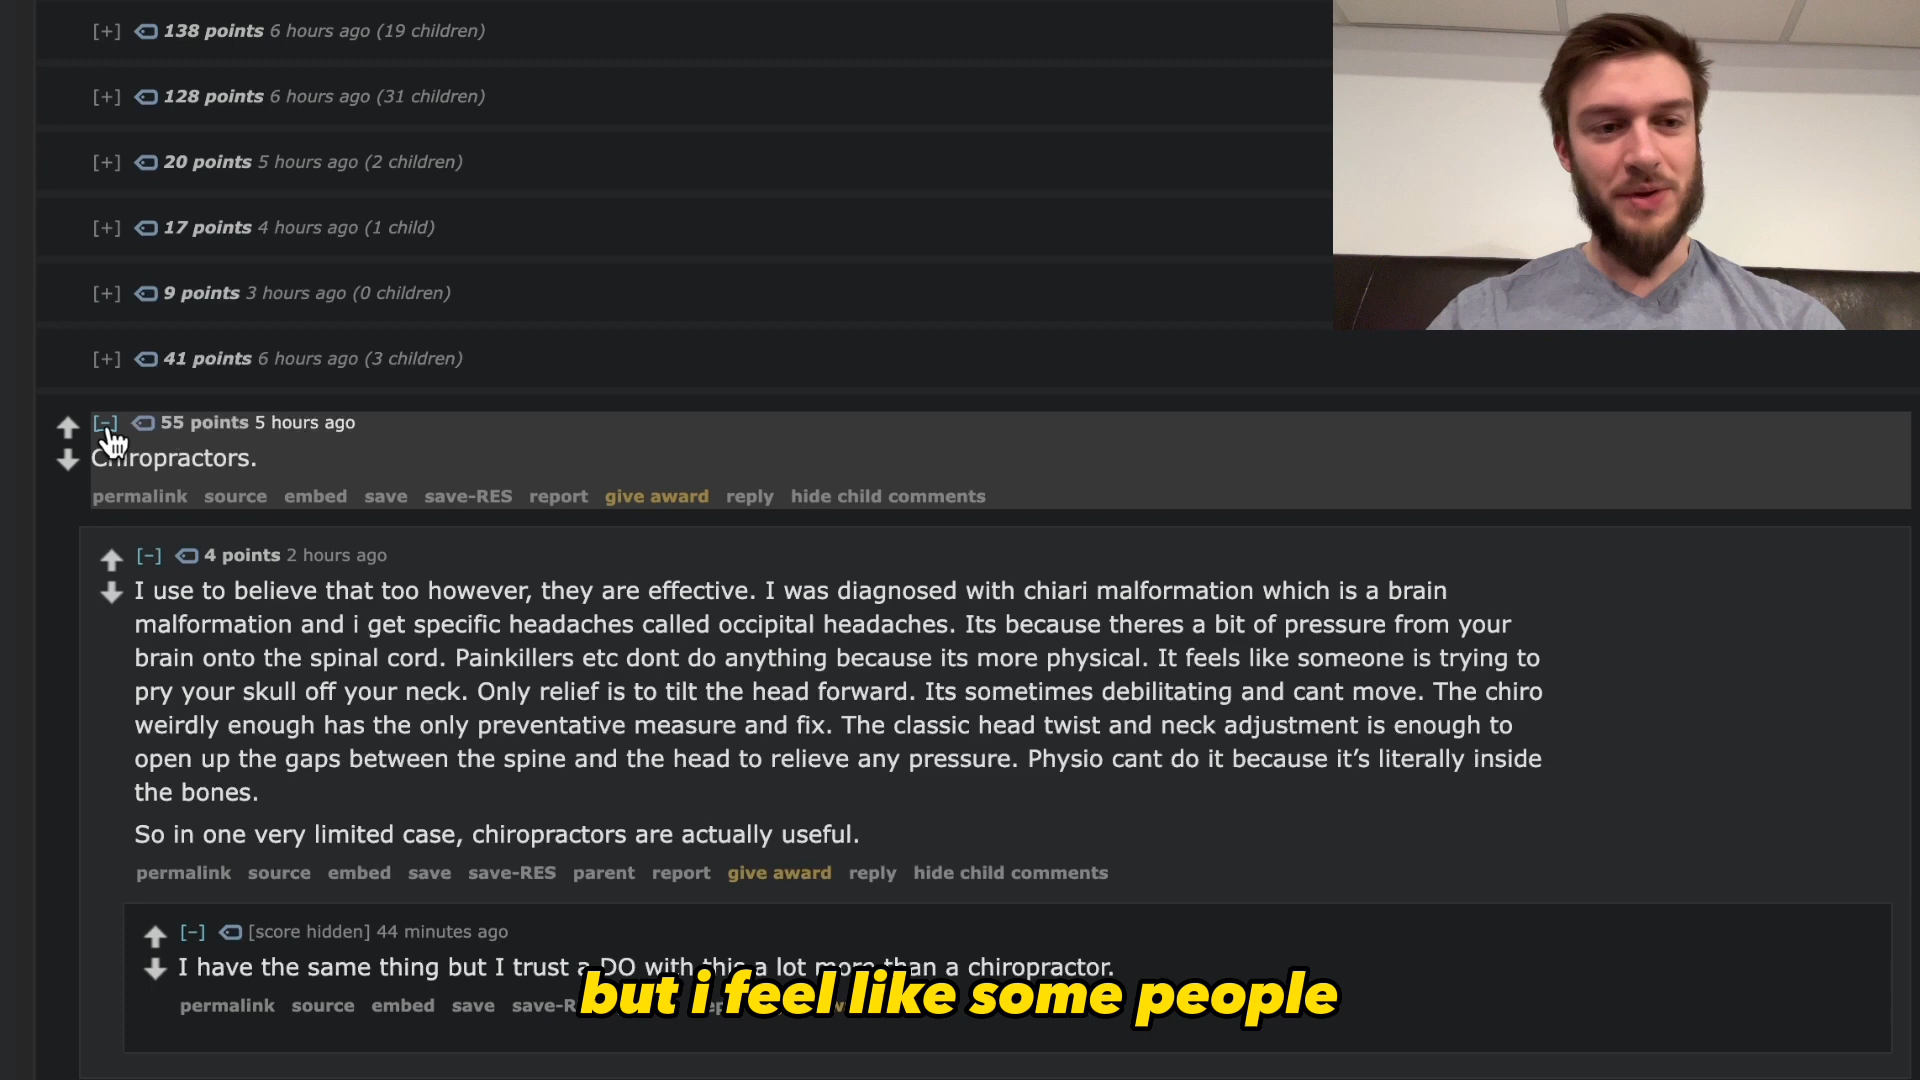 [+] 138 points 6 hours ago (19 children)
[+] 128 points 6 hours ago (31 children)
[+] 20 points 5 hours ago (2 children)
[+] 17 points 4 hours ago (1 child)
[+] 9 points 3 hours ago (0 children)
[+] 41 points 6 hours ago (3 children)
[-] 55 points 5 hours ago
Chiropractors.
permalink source embed save save-RES report give award reply hide child comments
[-] 4 points 2 hours ago
I use to believe that too however, they are effective. I was diagnosed with chiari malformation which is a brain
malformation and i get specific headaches called occipital headaches. Its because theres a bit of pressure from your
brain onto the spinal cord. Painkillers etc dont do anything because its more physical. It feels like someone is trying to
pry your skull off your neck. Only relief is to tilt the head forward. Its sometimes debilitating and cant move. The chiro
weirdly enough has the only preventative measure and fix. The classic head twist and neck adjustment is enough to
open up the gaps between the spine and the head to relieve any pressure. Physio cant do it because it’s literally inside
the bones.
So in one very limited case, chiropractors are actually useful.
permalink source embed save save-RES parent report give award reply hide child comments
[-] [score hidden] 44 minutes ago
I have the same thing but I trust a DO with this a lot more than a chiropractor.
but i feel like some people
permalink source embed save